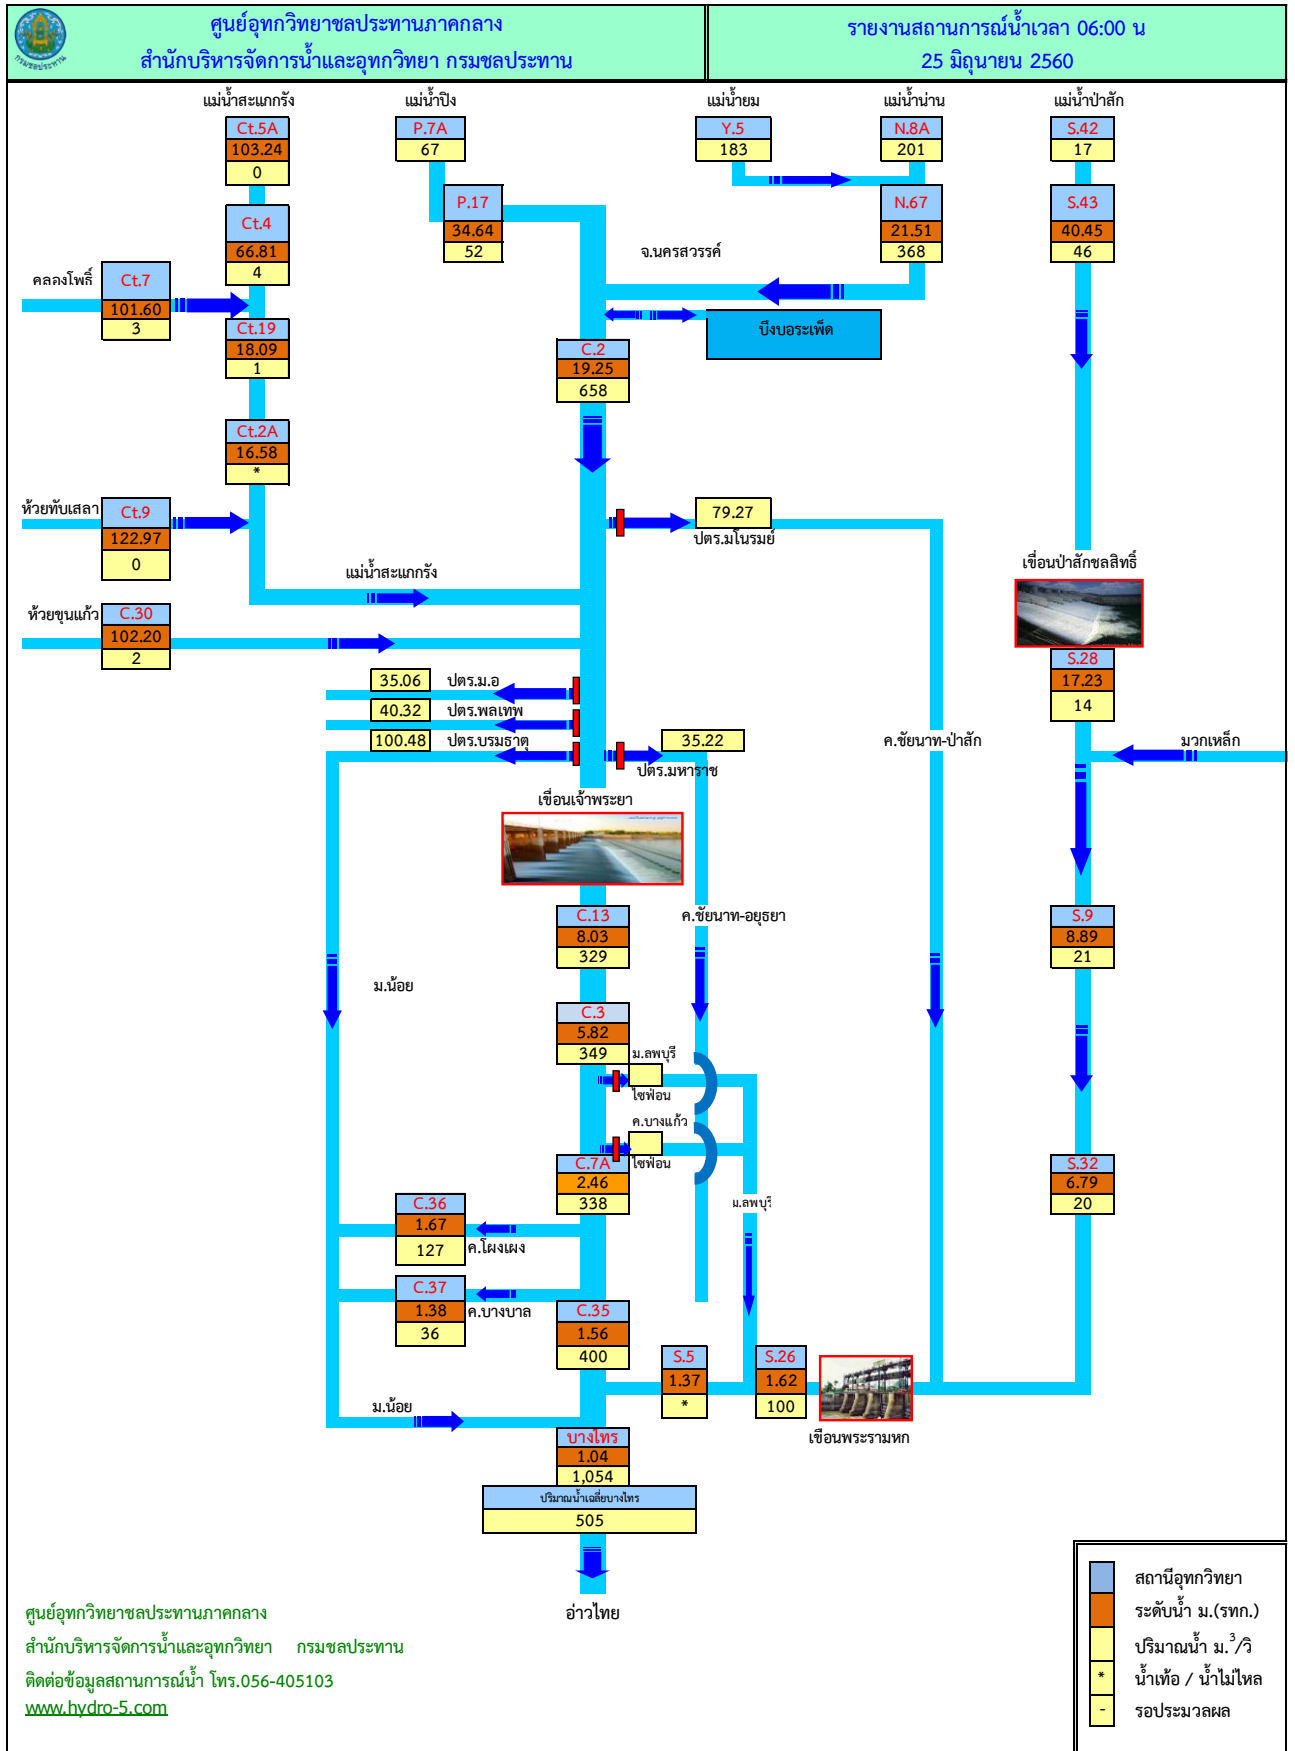 ศูนย์อุทกวิทยาชลประทานภาคกลาง
สำนักบริหารจัดการน้ำและอุทกวิทยา กรมชลประทาน
รายงานสถานการณ์น้ำเวลา 06:00 น
25 มิถุนายน 2560
กรมชลประทาน
แม่น้ำสะแกกรัง
แม่น้ำปิง
แม่น้ำยม
แม่น้ำน่าน
แม่น้ำป่าสัก
Ct.5A
103.24
0
P.7A
67
Y.5
183
N.8A
201
S.42
17
Ct.4
66.81
4
P.17
34.64
52
N.67
21.51
368
S.43
40.45
46
จ.นครสวรรค์
คลองโพธิ์
Ct.7
101.60
3
Ct.19
18.09
1
บึงบอระเพ็ด
C.2
19.25
658
Ct.2A
16.58
*
ห้วยทับเสลา
Ct.9
122.97
0
79.27
ปตร.มโนรมย์
แม่น้ำสะแกกรัง
เขื่อนป่าสักชลสิทธิ์
ห้วยขุนแก้ว
C.30
102.20
2
S.28
17.23
14
35.06
ปตร.ม.อ
40.32
ปตร.พลเทพ
100.48
ปตร.บรมธาตุ
35.22
ปตร.มหาราช
ค.ชัยนาท-ป่าสัก
มวกเหล็ก
เขื่อนเจ้าพระยา
C.13
8.03
329
ค.ชัยนาท-อยุธยา
S.9
8.89
21
ม.น้อย
C.3
5.82
349
ม.ลพบุรี
ไซฟ่อน
ค.บางแก้ว
ไซฟ่อน
C.7A
2.46
338
S.32
6.79
20
ม.ลพบุรี
C.36
1.67
127
ค.โผงเผง
C.37
1.38
36
ค.บางบาล
C.35
1.56
400
S.5
1.37
*
S.26
1.62
100
ม.น้อย
เขื่อนพระรามหก
บางไทร
1.04
1,054
ปริมาณน้ำเฉลี่ยบางไทร
505
อ่าวไทย
สถานีอุทกวิทยา
ระดับน้ำ ม.(รทก.)
ปริมาณน้ำ ม.³/วิ
* น้ำเท้อ / น้ำไม่ไหล
- รอประมวลผล
ศูนย์อุทกวิทยาชลประทานภาคกลาง
สำนักบริหารจัดการน้ำและอุทกวิทยา กรมชลประทาน
ติดต่อข้อมูลสถานการณ์น้ำ โทร.056-405103
www.hydro-5.com